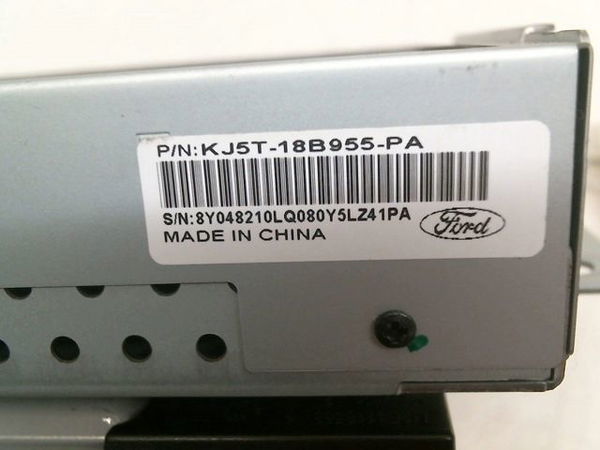 P/N:KJ5T-18B955-PA
S/N:8Y048210LQ080Y5LZ41PA
MADE IN CHINA
Ford